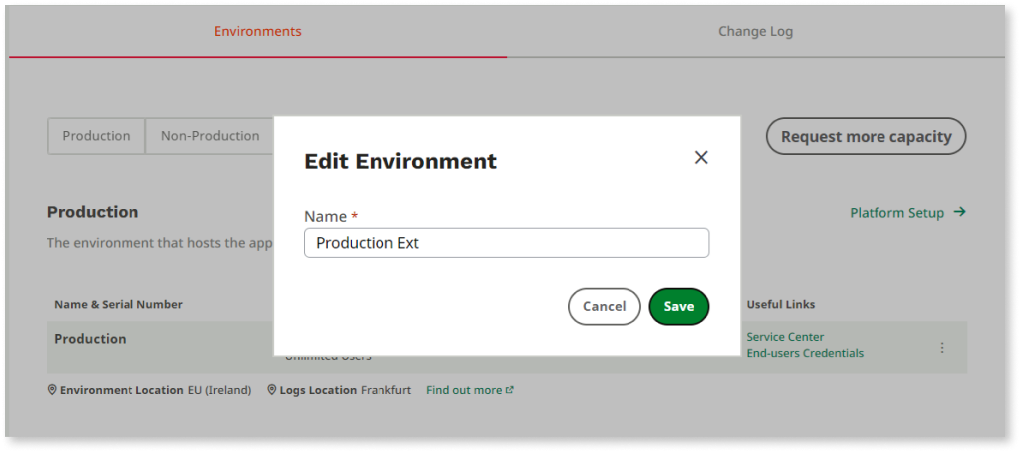 Environments
Change Log
Production
Non-Production
Request more capacity
Edit Environment
Production
Platform Setup
The environment that hosts the app
Name *
Production Ext
Cancel
Save
Name & Serial Number
Useful Links
Production
Unlimited Users
Service Center
End-users Credentials
Environment Location EU (Ireland)
Logs Location Frankfurt
Find out more